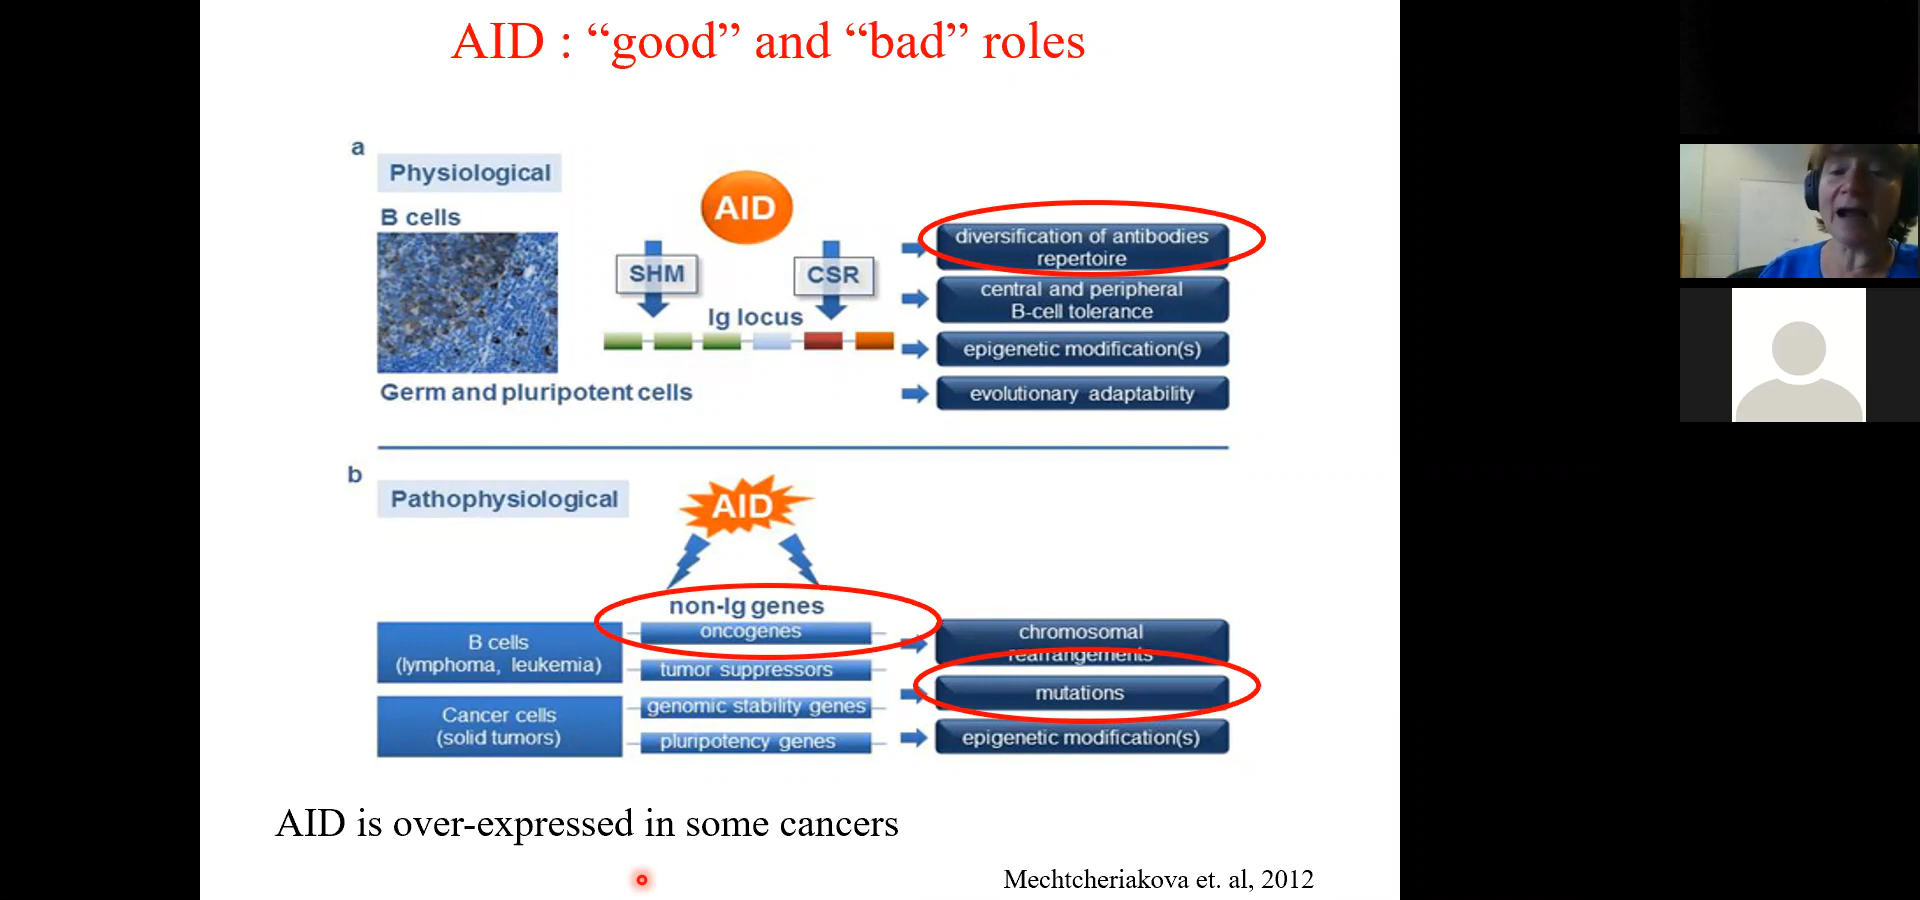 AID : “good” and “bad” roles
a
Physiological
B cells
AID
SHM
CSR
Ig locus
Germ and pluripotent cells
diversification of antibodies
repertoire
central and peripheral
B-cell tolerance
epigenetic modification(s)
evolutionary adaptability
b
Pathophysiological
AID
non-Ig genes
B cells
(lymphoma, leukemia)
Cancer cells
(solid tumors)
oncogenes
tumor suppressors
genomic stability genes
pluripotency genes
chromosomal
rearrangements
mutations
epigenetic modification(s)
AID is over-expressed in some cancers
Mechtcheriakova et. al, 2012